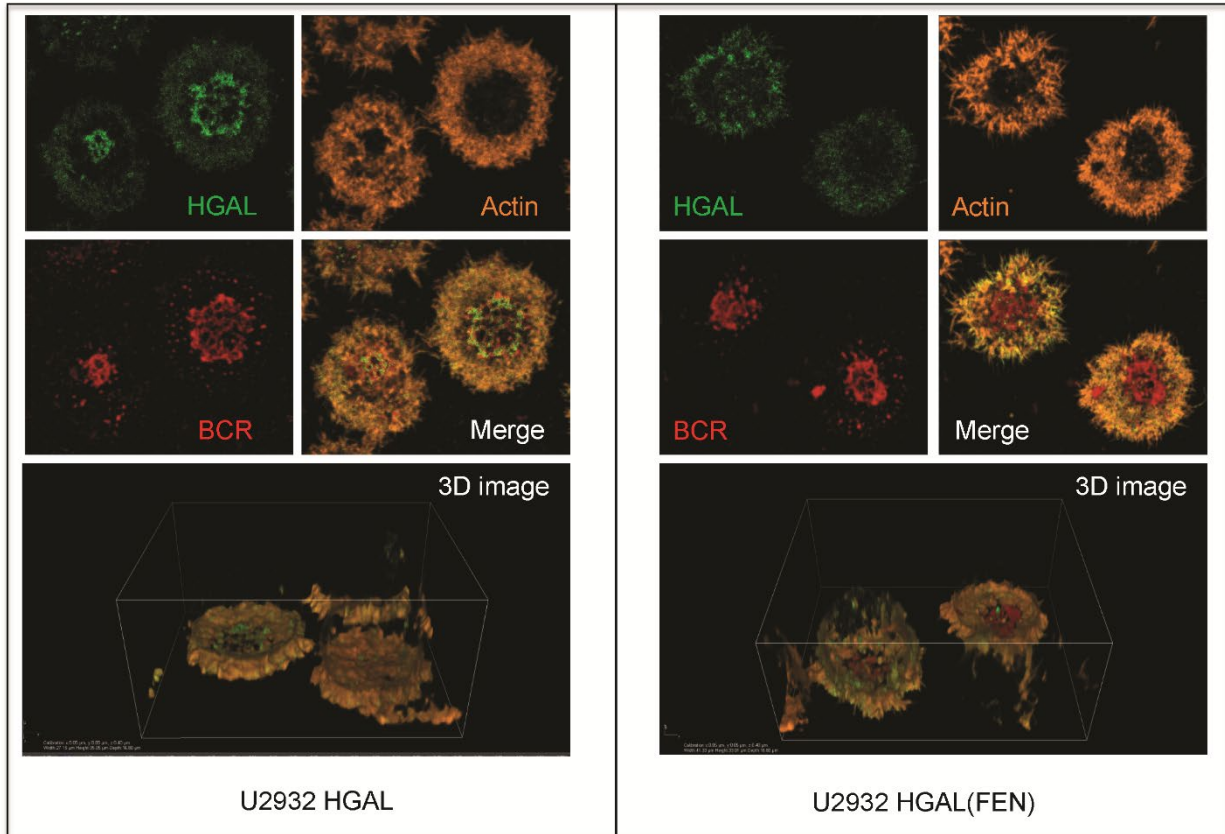 HGAL
Actin
BCR
Merge
3D image
U2932 HGAL
HGAL
Actin
BCR
Merge
3D image
U2932 HGAL(FEN)